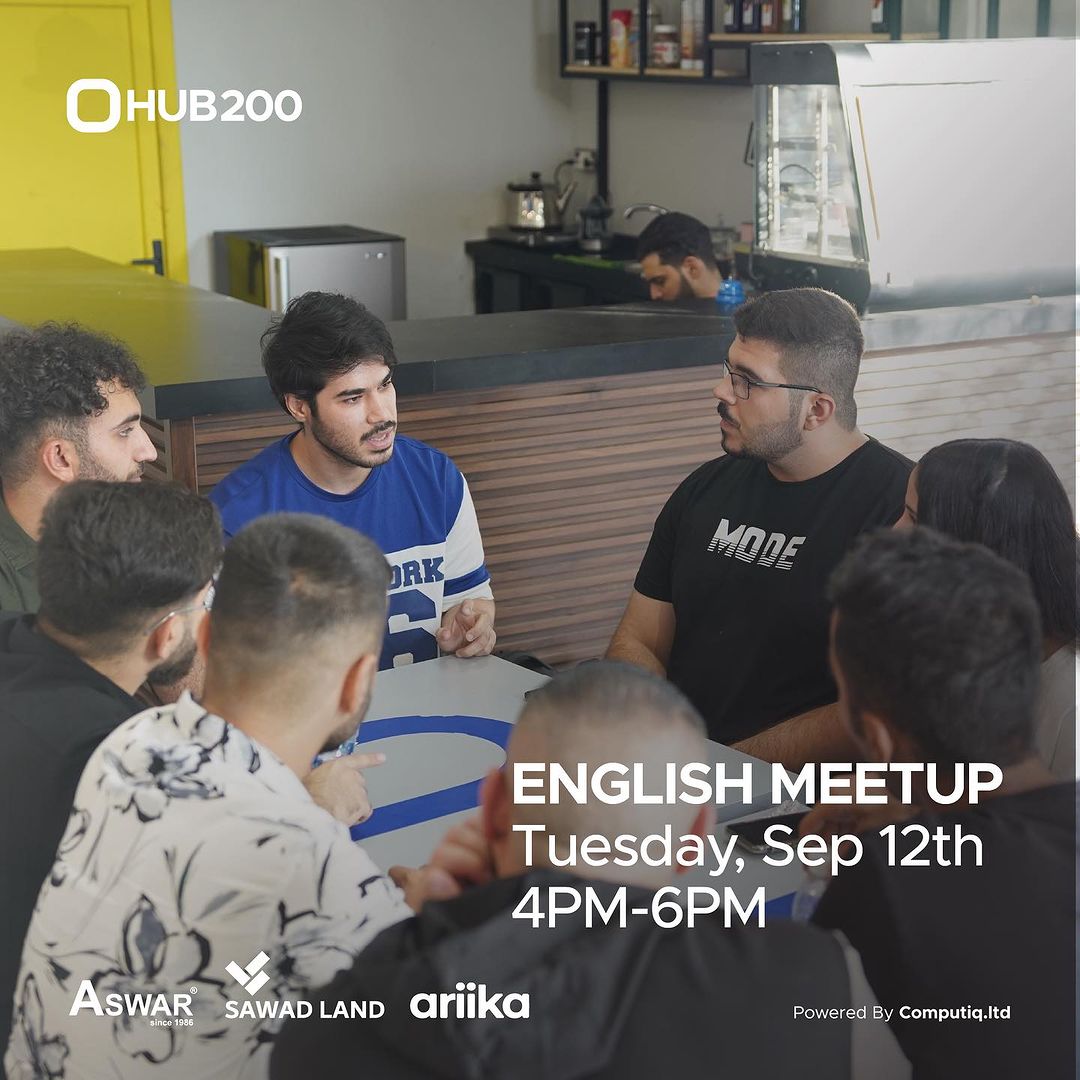 HUB200
ORK
6
MODE
ENGLISH MEETUP
Tuesday, Sep 12th
4PM-6PM
ASWAR®
since 1986
SAWAD LAND
ariika
Powered By Computiq.ltd